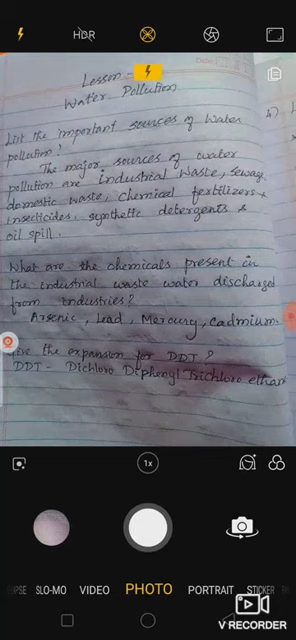 HDR
Lesson -
Water Pollution
List the important sources of water
pollution?
The major sources of water
pollution are industrial waste, sewage
domestic waste, chemical fertilizers &
insecticides, synthetic detergents &
oil spill.
What are the chemicals present in
the industrial waste water discharged
from industries?
Arsenic, Lead, Mercury, Cadmium.
the expansion for DDT?
DDT - Dichloro Diphenyl Trichloro ethan
4)
1x
SLO-MO VIDEO PHOTO PORTRAIT STICKER
V RECORDER